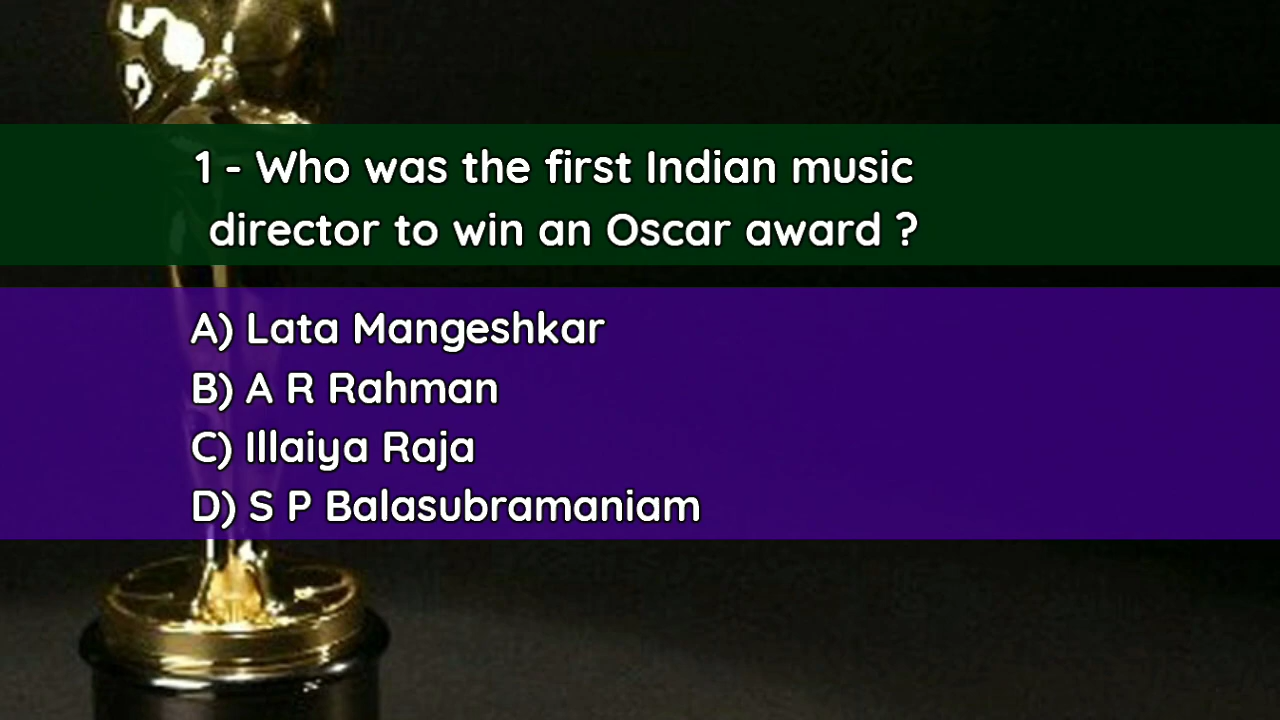 1 - Who was the first Indian music
director to win an Oscar award ?
A) Lata Mangeshkar
B) A R Rahman
C) Illaiya Raja
D) S P Balasubramaniam